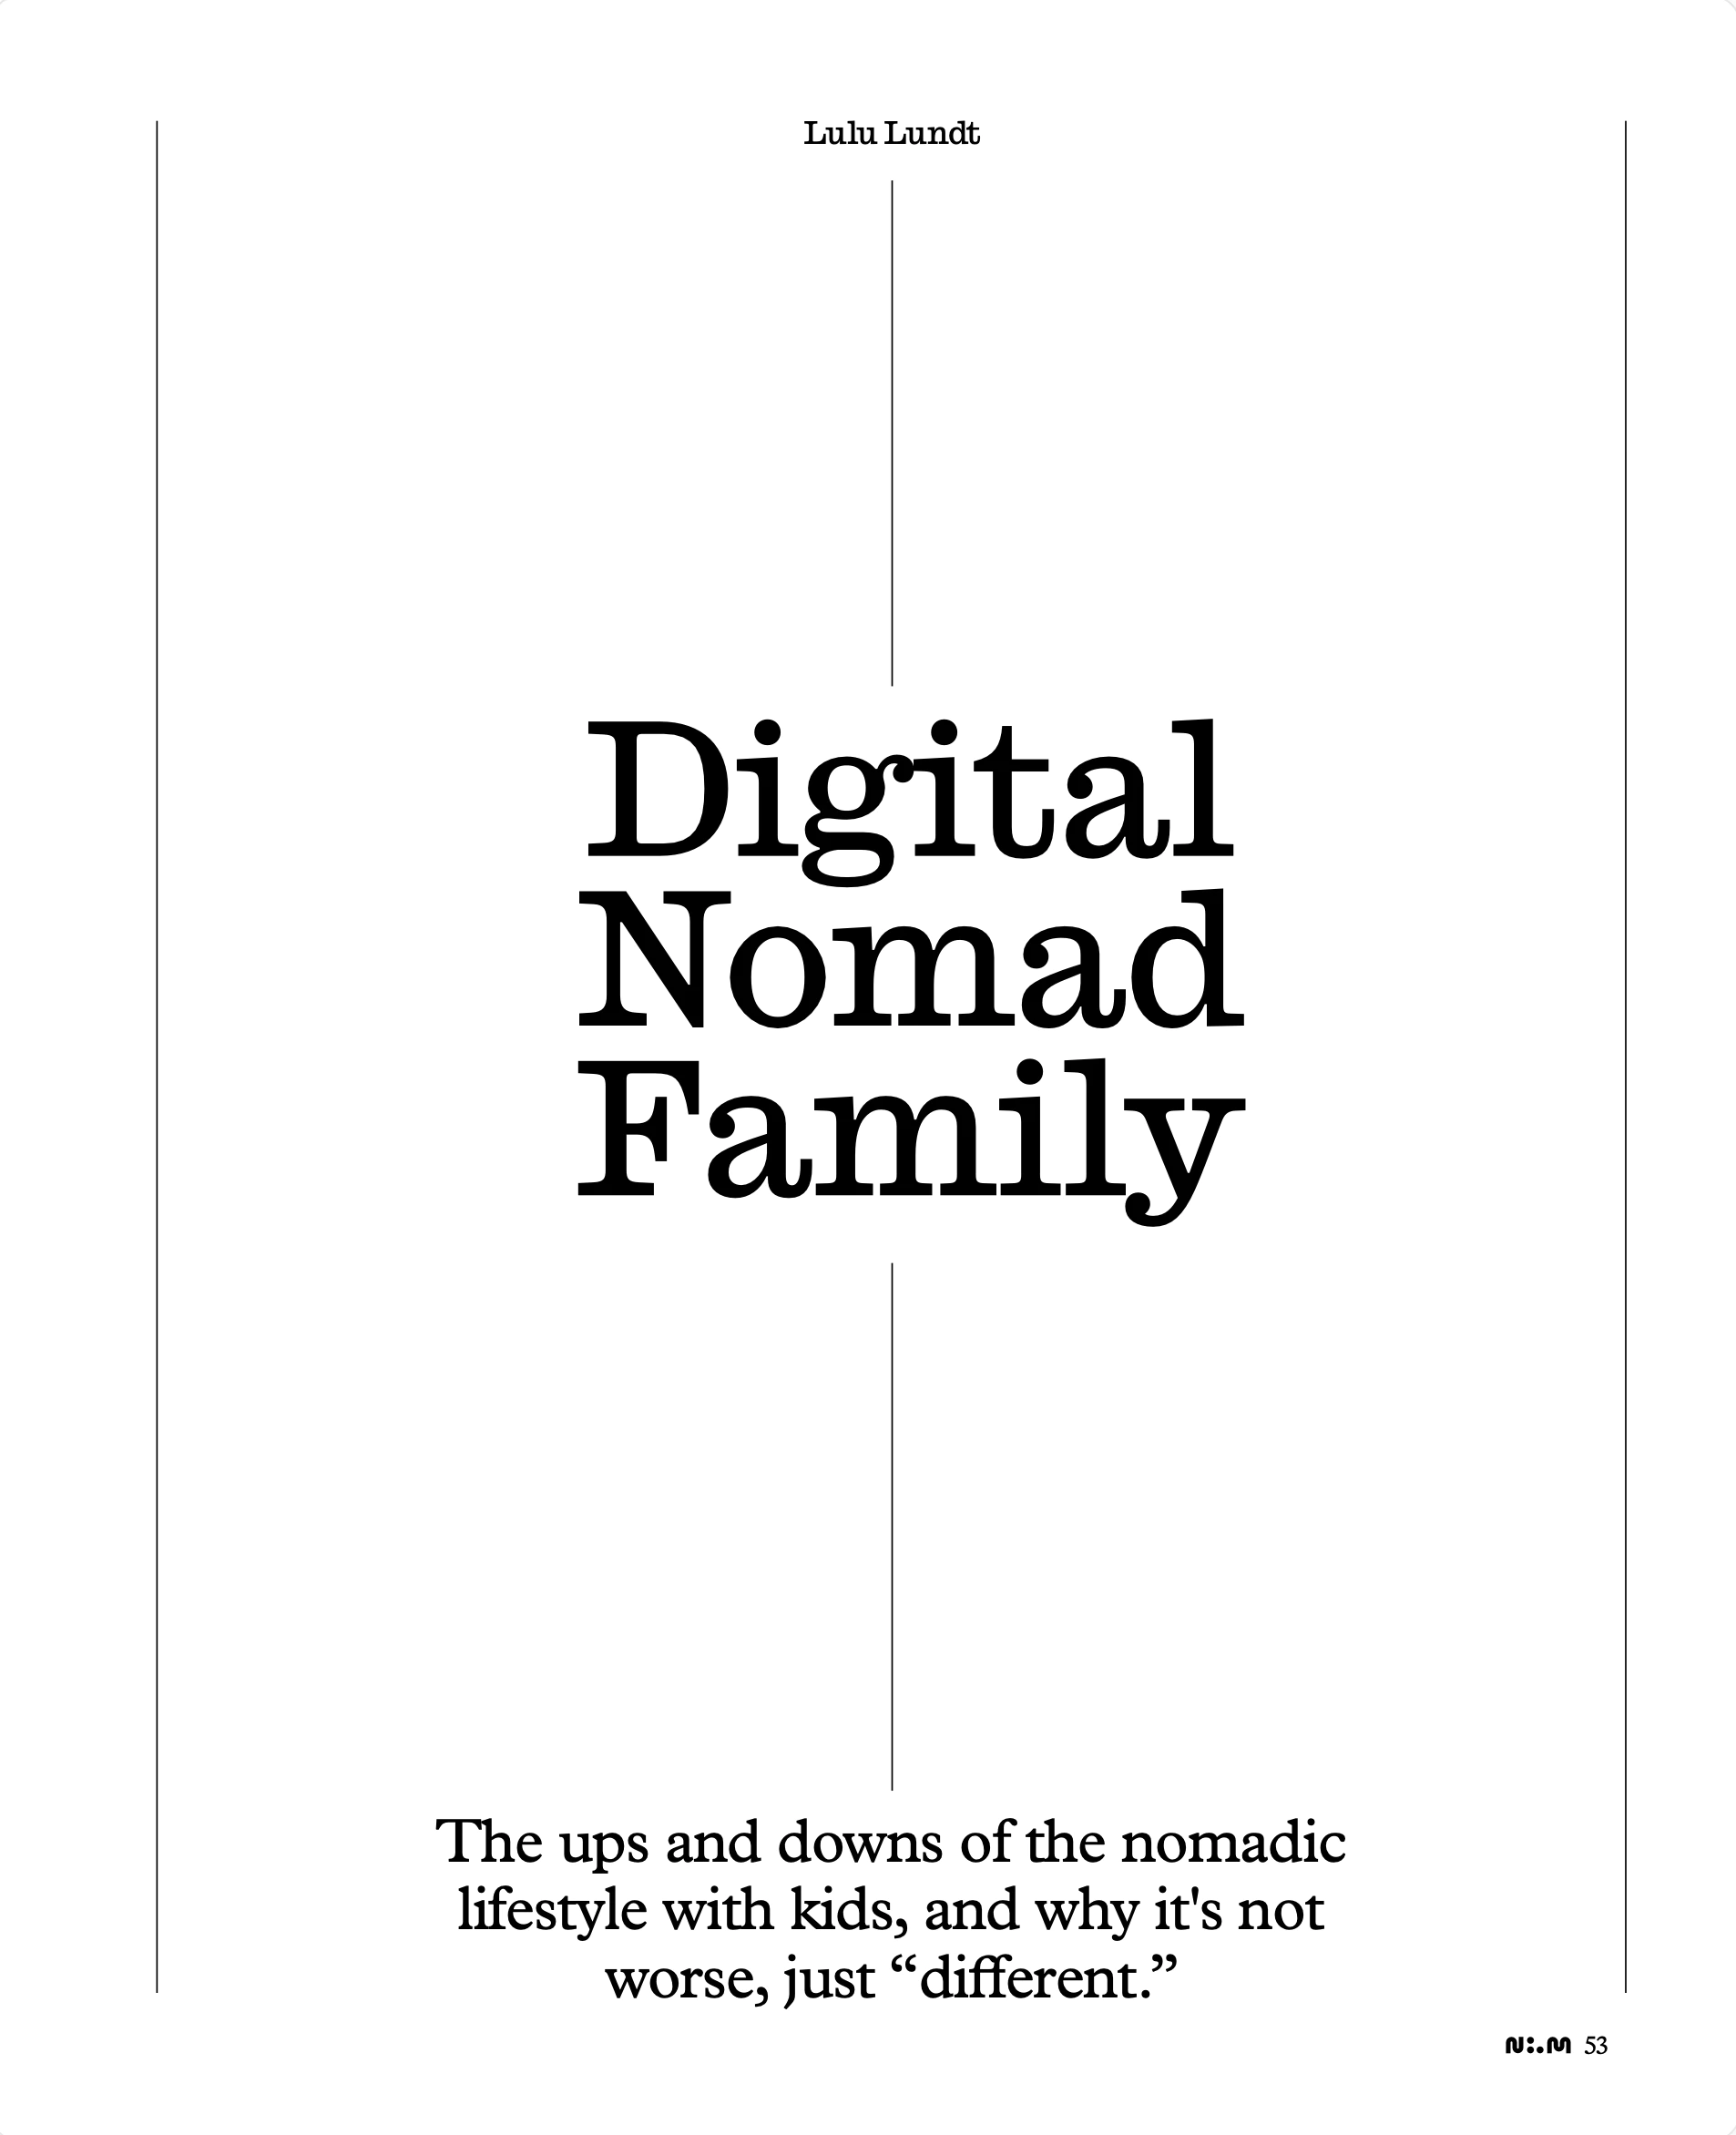 Lulu Lundt
Digital
Nomad
Family
The ups and downs of the nomadic
lifestyle with kids, and why it's not
worse, just “different.”
N:.M 53